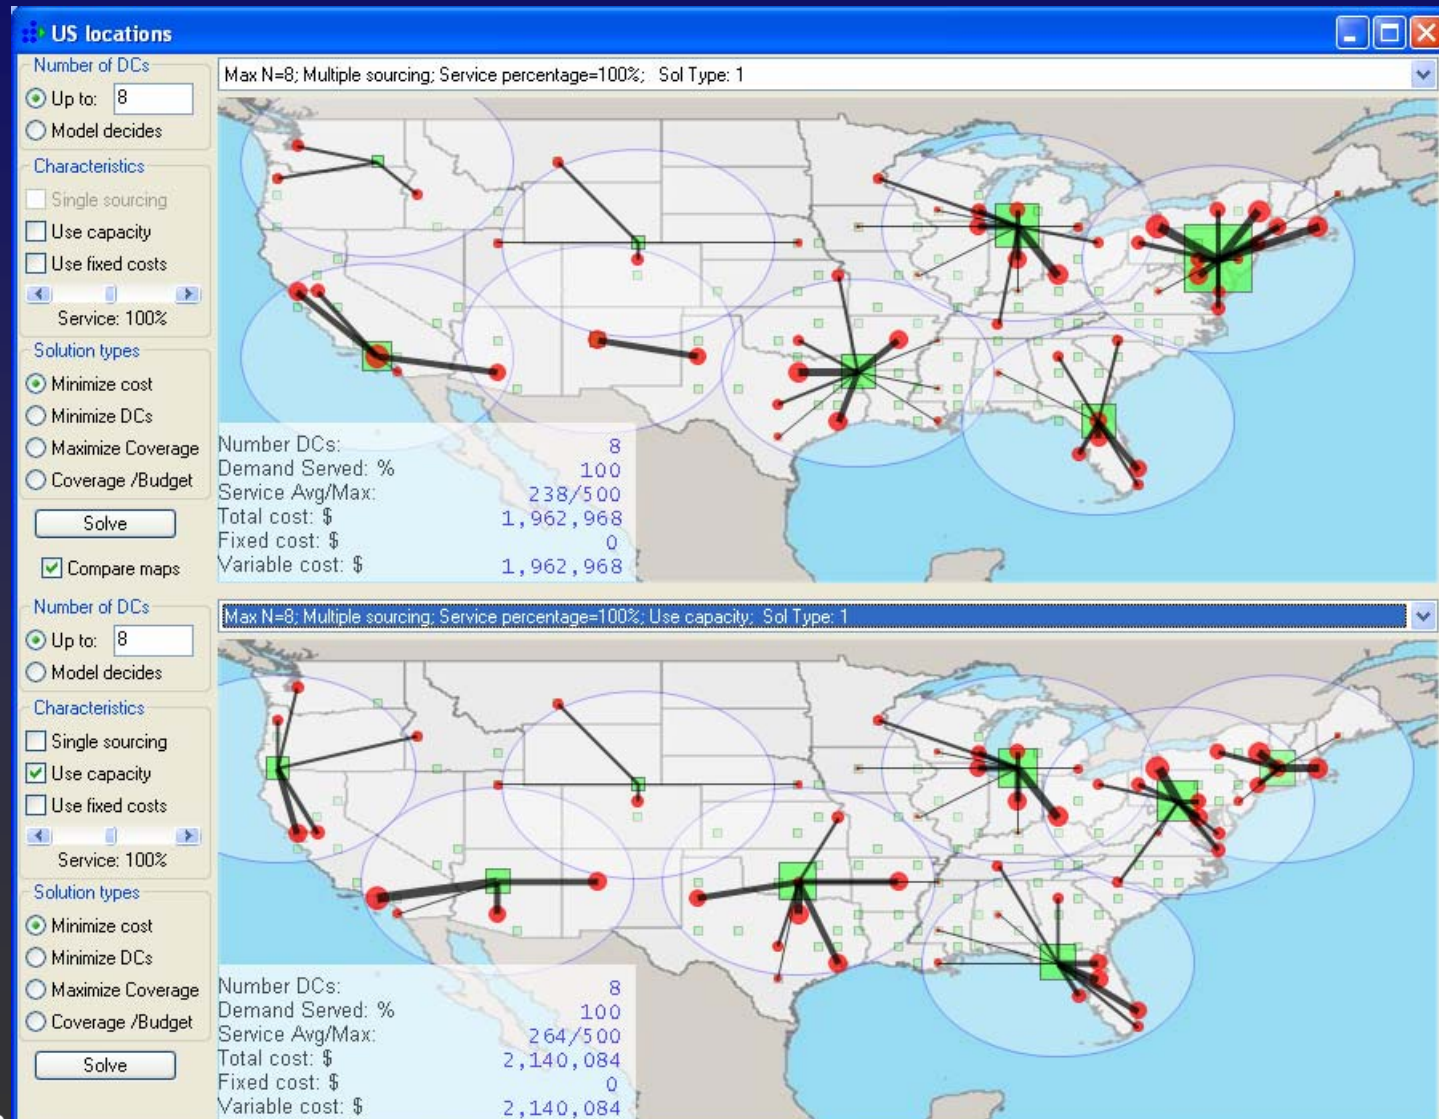 US locations
Number of DCs
Up to: 8
Model decides
Characteristics
Single sourcing
Use capacity
Use fixed costs
Service: 100%
Solution types
Minimize cost
Minimize DCs
Maximize Coverage
Coverage /Budget
Solve
Compare maps
Max N=8; Multiple sourcing; Service percentage=100%; Sol Type: 1
Number DCs: 8
Demand Served: % 100
Service Avg/Max: 238/500
Total cost: $ 1,962,968
Fixed cost: $ 0
Variable cost: $ 1,962,968
Number of DCs
Up to: 8
Model decides
Characteristics
Single sourcing
Use capacity
Use fixed costs
Service: 100%
Solution types
Minimize cost
Minimize DCs
Maximize Coverage
Coverage /Budget
Solve
Max N=8; Multiple sourcing; Service percentage=100%; Use capacity; Sol Type: 1
Number DCs: 8
Demand Served: % 100
Service Avg/Max: 264/500
Total cost: $ 2,140,084
Fixed cost: $ 0
Variable cost: $ 2,140,084